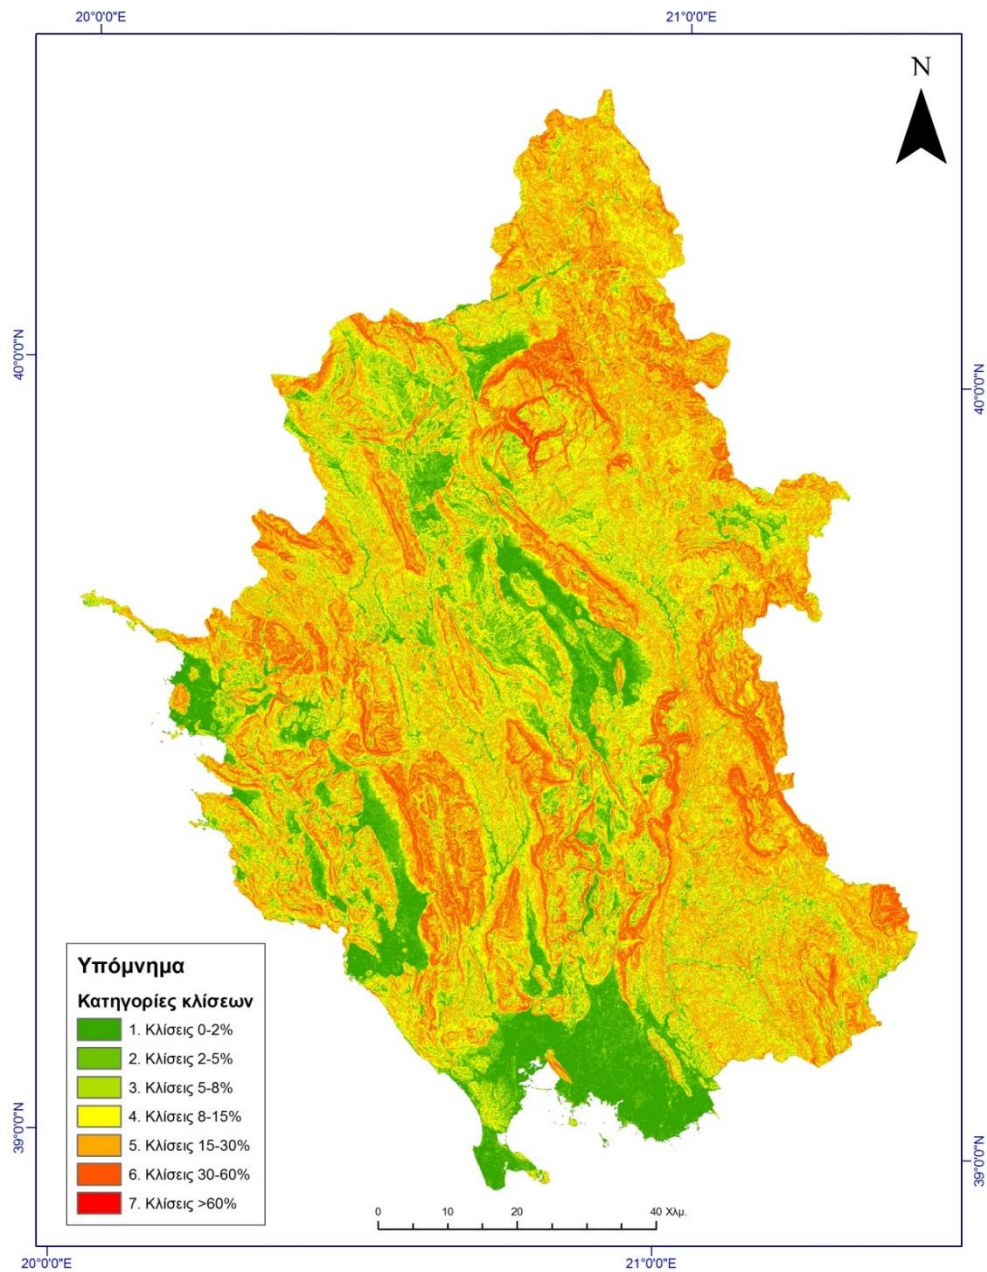 20°0'0"E
21°0'0"E
N
40°0'0"N
40°0'0"N
Υπόμνημα
Κατηγορίες κλίσεων
1. Κλίσεις 0-2%
2. Κλίσεις 2-5%
3. Κλίσεις 5-8%
4. Κλίσεις 8-15%
5. Κλίσεις 15-30%
6. Κλίσεις 30-60%
7. Κλίσεις >60%
39°0'0"N
39°0'0"N
0 10 20 40 Χλμ.
20°0'0"E
21°0'0"E